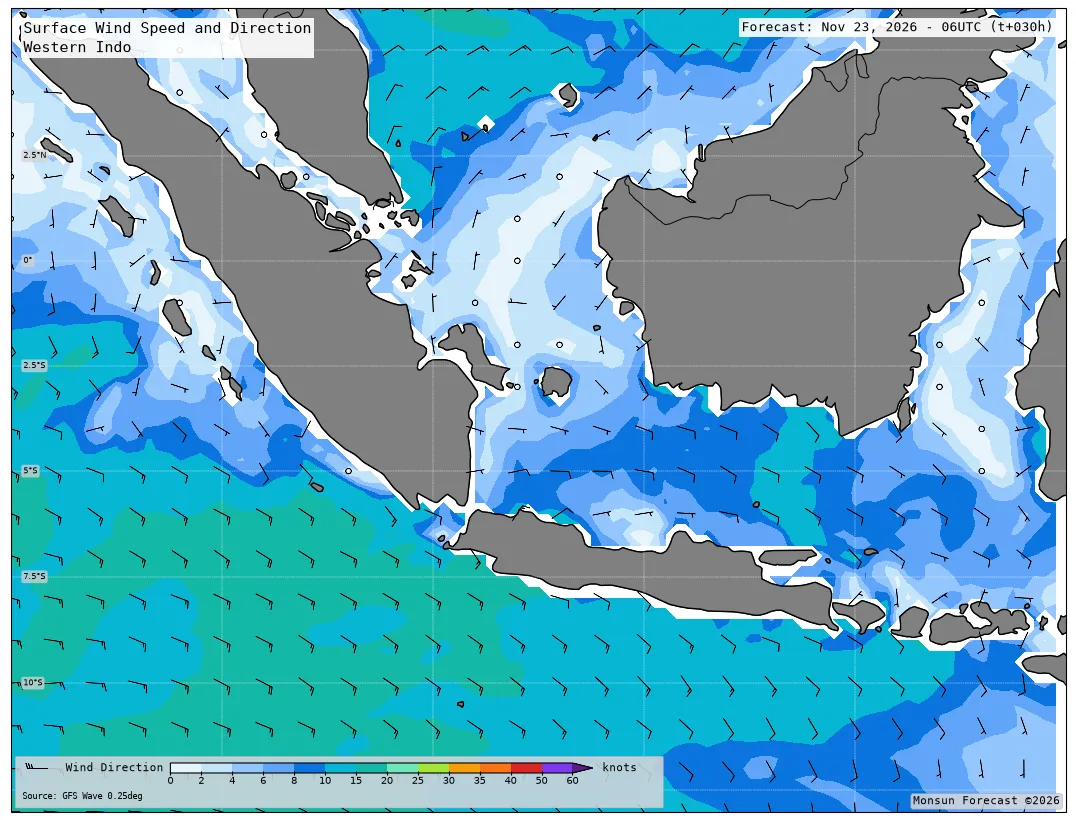 Surface Wind Speed and Direction
Western Indo
Forecast: Nov 23, 2026 - 06UTC (t+030h)
2.5°N
0°
2.5°S
5°S
7.5°S
10°S
Wind Direction
0 2 4 6 8 10 15 20 25 30 35 40 50 60
knots
Source: GFS Wave 0.25deg
Monsun Forecast ©2026